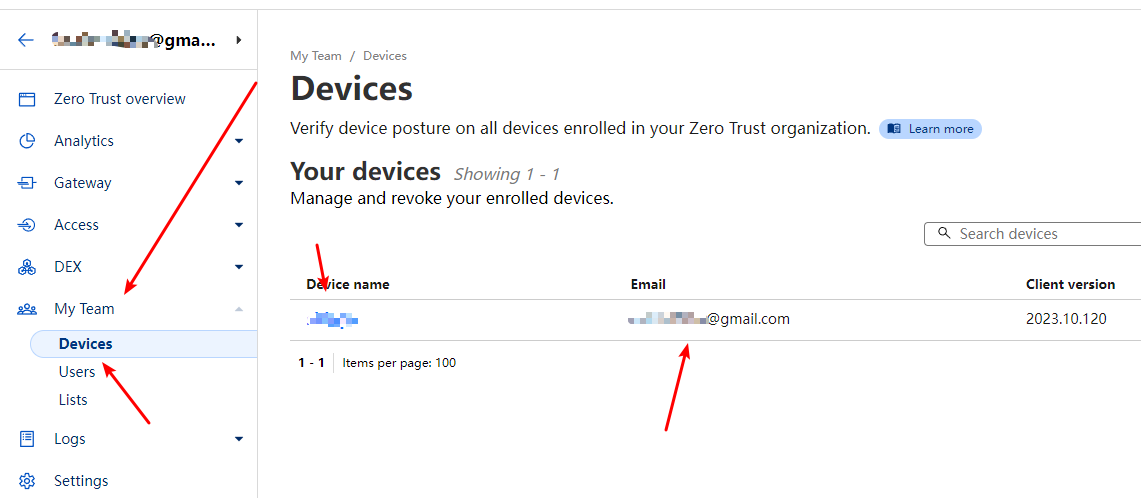 @gma...
Zero Trust overview
Analytics
Gateway
Access
DEX
My Team
Devices
Users
Lists
Logs
Settings
My Team / Devices
Devices
Verify device posture on all devices enrolled in your Zero Trust organization. Learn more
Your devices Showing 1 - 1
Manage and revoke your enrolled devices.
Search devices
Device name Email Client version
@gmail.com 2023.10.120
1 - 1 Items per page: 100